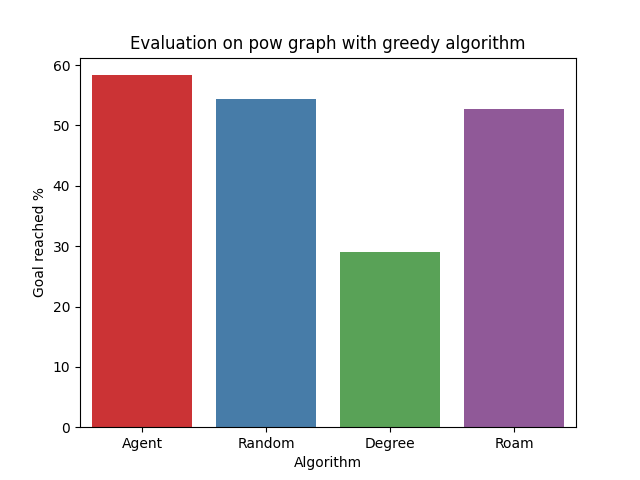 Evaluation on pow graph with greedy algorithm
60
50
40
30
20
10
0
Goal reached %
Agent Random Degree Roam
Algorithm